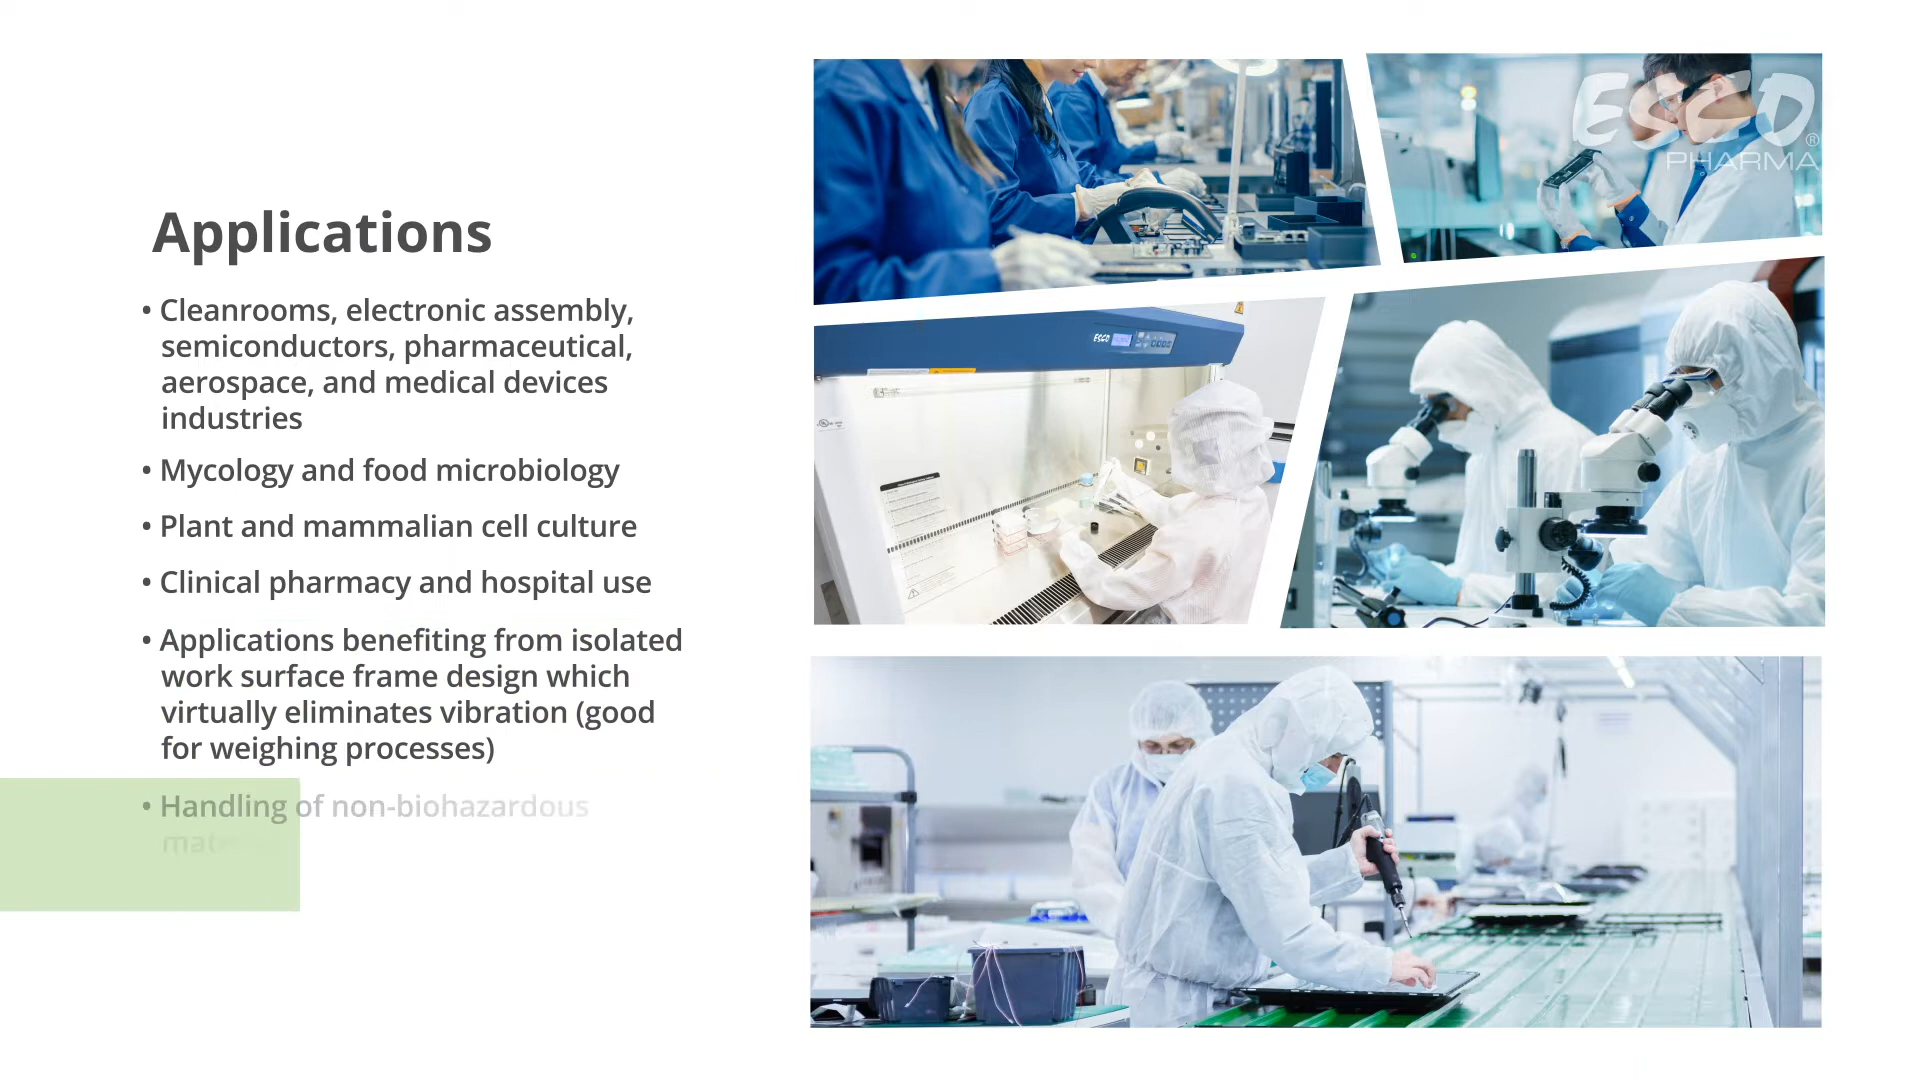 Applications
• Cleanrooms, electronic assembly,
semiconductors, pharmaceutical,
aerospace, and medical devices
industries
• Mycology and food microbiology
• Plant and mammalian cell culture
• Clinical pharmacy and hospital use
• Applications benefiting from isolated
work surface frame design which
virtually eliminates vibration (good
for weighing processes)
• Handling of non-biohazardous
ESCO®
PHARMA
ESCO